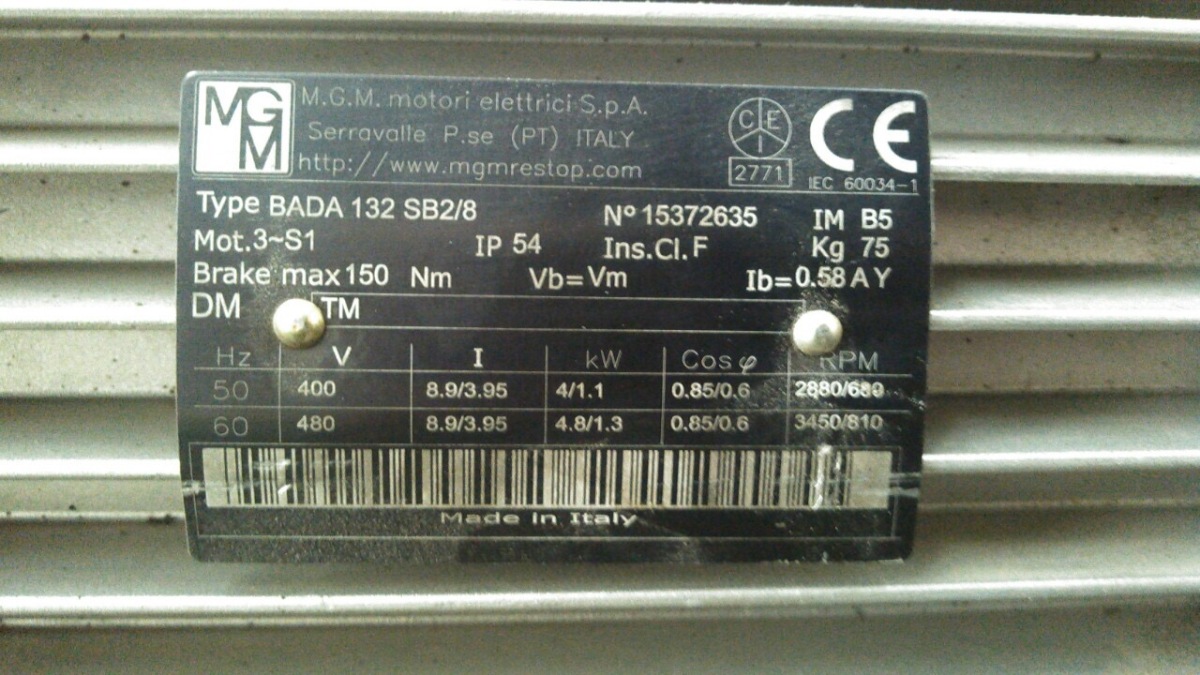 MGM
M.G.M. motori elettrici S.p.A.
Serravalle P.se (PT) ITALY
http://www.mgmrestop.com
CEI
2771
CE
IEC 60034-1
Type BADA 132 SB2/8 N° 15372635 IM B5
Mot.3~S1 IP 54 Ins.Cl.F Kg 75
Brake max 150 Nm Vb=Vm Ib=0.58 A Y
DM TM
Hz V I kW Cos φ RPM
50 400 8.9/3.95 4/1.1 0.85/0.6 2880/680
60 480 8.9/3.95 4.8/1.3 0.85/0.6 3450/810
Made in Italy